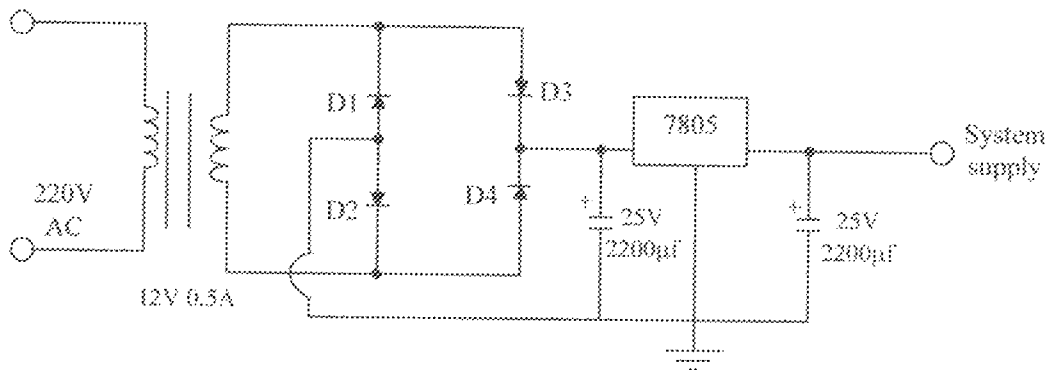 220V
AC
12V 0.5A
D1
D2
D3
D4
7805
+
25V
2200μf
+
25V
2200μf
System
supply